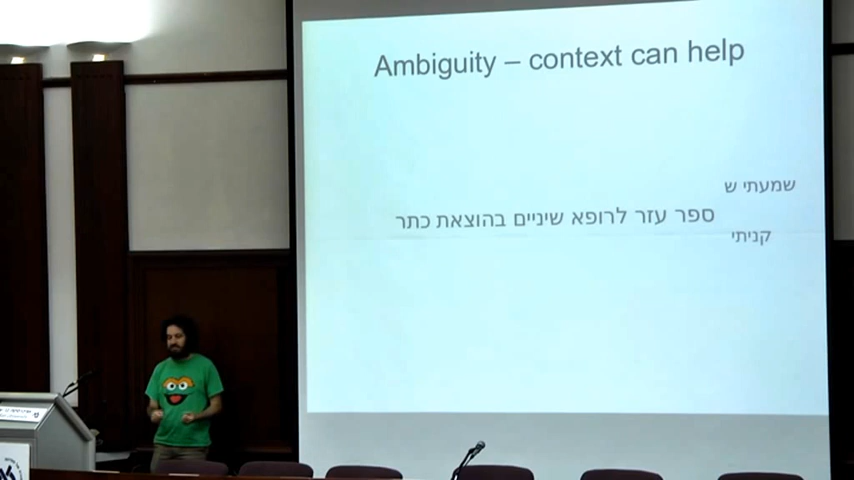 Ambiguity – context can help
שמעתי ש
ספר עזר לרופא שיניים בהוצאת כתר
קניתי